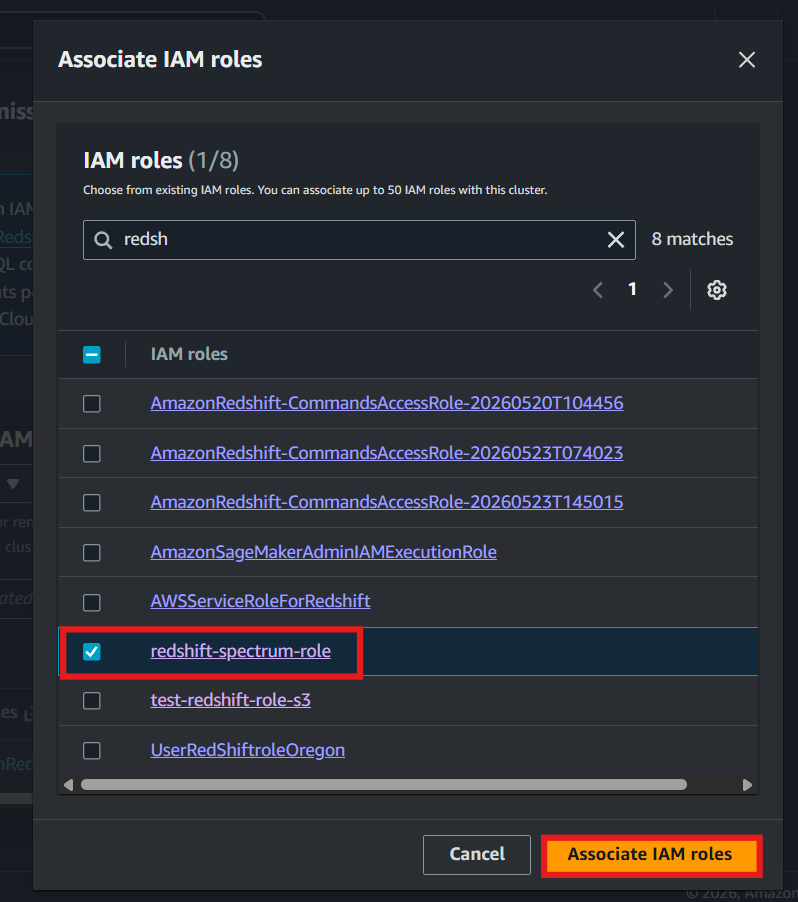 Associate IAM roles
IAM roles (1/8)
Choose from existing IAM roles. You can associate up to 50 IAM roles with this cluster.
redsh
8 matches
1
IAM roles
AmazonRedshift-CommandsAccessRole-20260520T104456
AmazonRedshift-CommandsAccessRole-20260523T074023
AmazonRedshift-CommandsAccessRole-20260523T145015
AmazonSageMakerAdminIAMExecutionRole
AWSServiceRoleForRedshift
redshift-spectrum-role
test-redshift-role-s3
UserRedShiftroleOregon
Cancel
Associate IAM roles
© 2026, Amazon